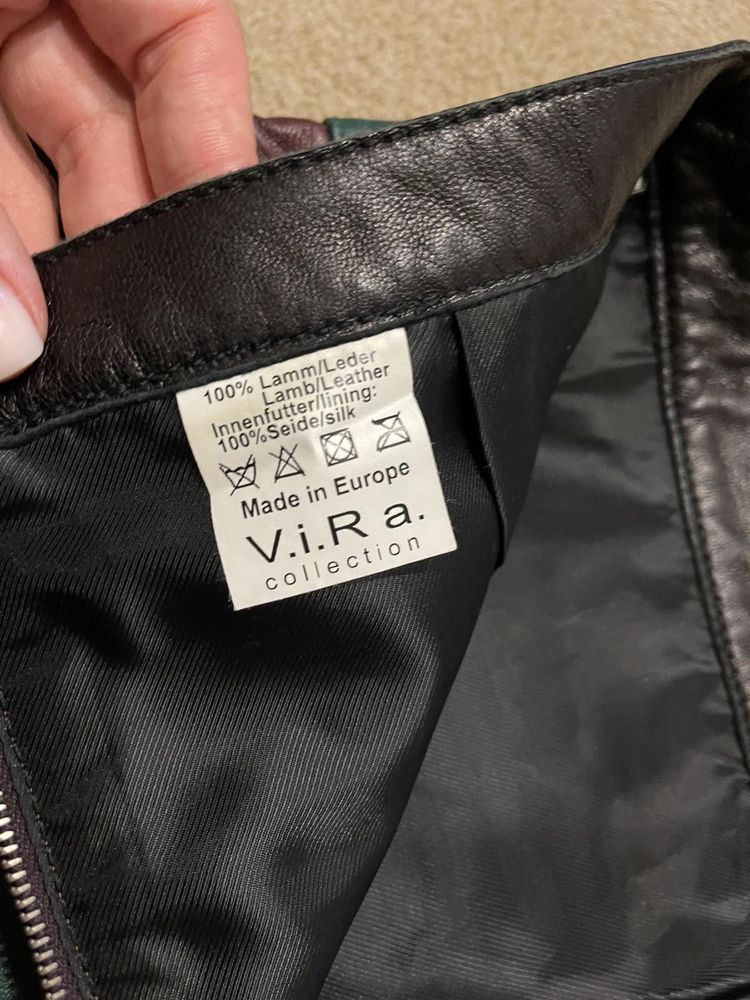 100% Lamm/Leder
Lamb/Leather
Innenfutter/lining:
100%Seide/silk
Made in Europe
V.i.R a.
collection